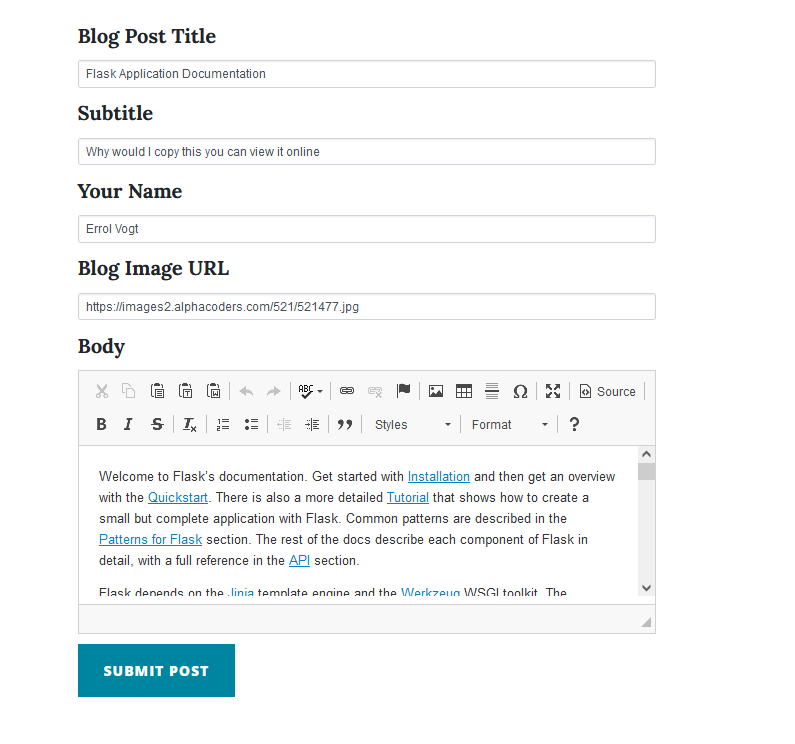 Blog Post Title
Flask Application Documentation
Subtitle
Why would I copy this you can view it online
Your Name
Errol Vogt
Blog Image URL
https://images2.alphacoders.com/521/521477.jpg
Body
ABC Ω Source
B I S Tx Styles Format ?
Welcome to Flask’s documentation. Get started with Installation and then get an overview
with the Quickstart. There is also a more detailed Tutorial that shows how to create a
small but complete application with Flask. Common patterns are described in the
Patterns for Flask section. The rest of the docs describe each component of Flask in
detail, with a full reference in the API section.
Flask depends on the Jinja template engine and the Werkzeug WSGI toolkit. The
SUBMIT POST